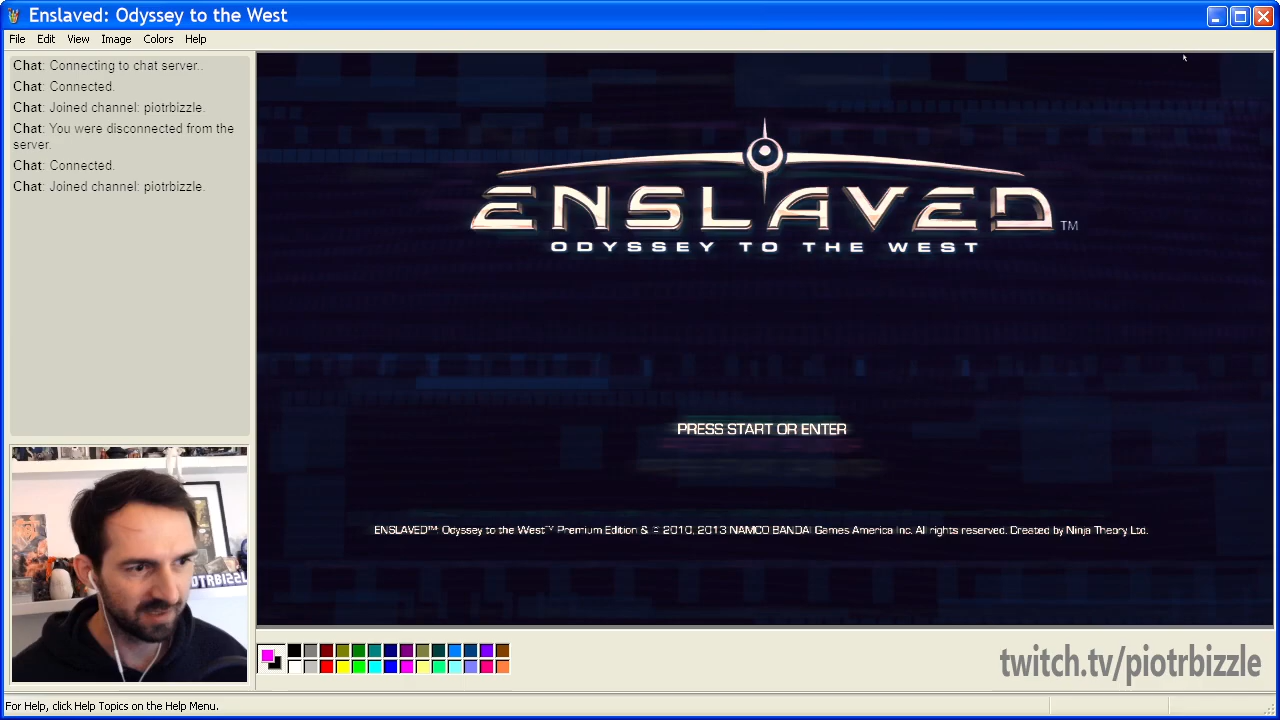 Enslaved: Odyssey to the West
File Edit View Image Colors Help
Chat: Connecting to chat server..
Chat: Connected.
Chat: Joined channel: piotrbizzle.
Chat: You were disconnected from the
server.
Chat: Connected.
Chat: Joined channel: piotrbizzle.
ENSLAVED™
ODYSSEY TO THE WEST
PRESS START OR ENTER
ENSLAVED™ Odyssey to the West™ Premium Edition & © 2010, 2013 NAMCO BANDAI Games America Inc. All rights reserved. Created by Ninja Theory Ltd.
twitch.tv/piotrbizzle
For Help, click Help Topics on the Help Menu.